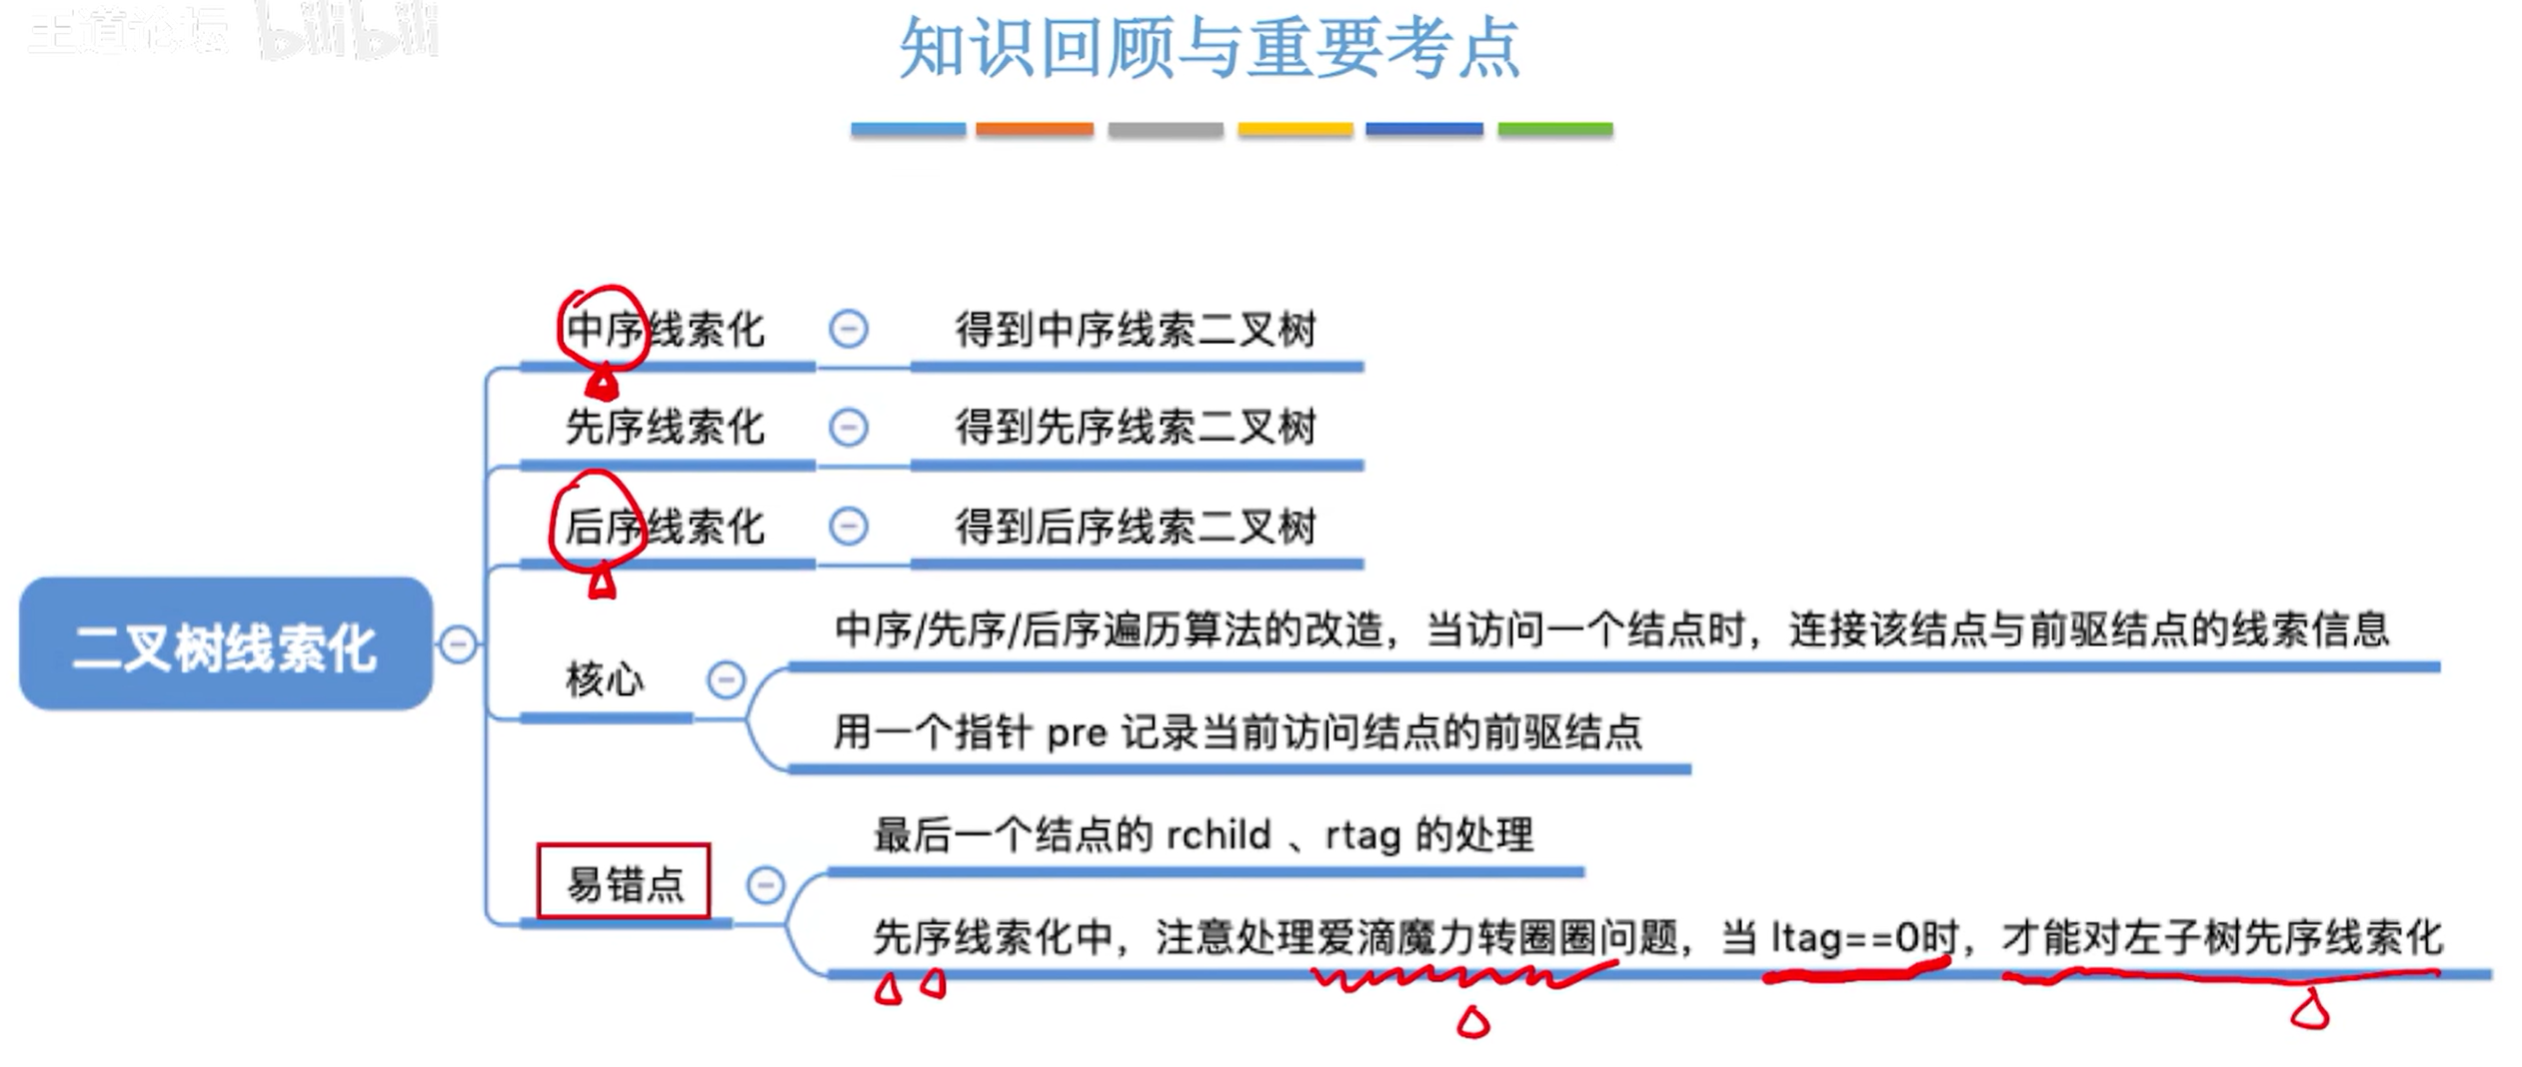 王道论坛 bilibili
知识回顾与重要考点
中序线索化 得到中序线索二叉树
先序线索化 得到先序线索二叉树
后序线索化 得到后序线索二叉树
二叉树线索化
核心
中序/先序/后序遍历算法的改造，当访问一个结点时，连接该结点与前驱结点的线索信息
用一个指针 pre 记录当前访问结点的前驱结点
易错点
最后一个结点的 rchild 、rtag 的处理
先序线索化中，注意处理爱滴魔力转圈圈问题，当 ltag==0时，才能对左子树先序线索化